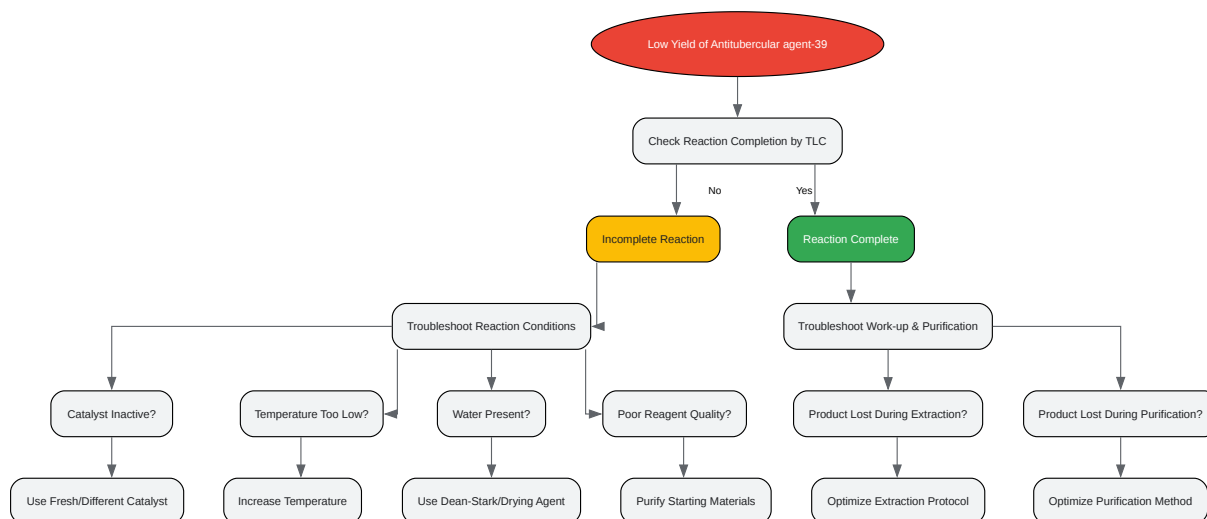 Low Yield of Antitubercular agent-39
Check Reaction Completion by TLC
No
Yes
Incomplete Reaction
Reaction Complete
Troubleshoot Reaction Conditions
Troubleshoot Work-up & Purification
Catalyst Inactive?
Temperature Too Low?
Water Present?
Poor Reagent Quality?
Product Lost During Extraction?
Product Lost During Purification?
Use Fresh/Different Catalyst
Increase Temperature
Use Dean-Stark/Drying Agent
Purify Starting Materials
Optimize Extraction Protocol
Optimize Purification Method